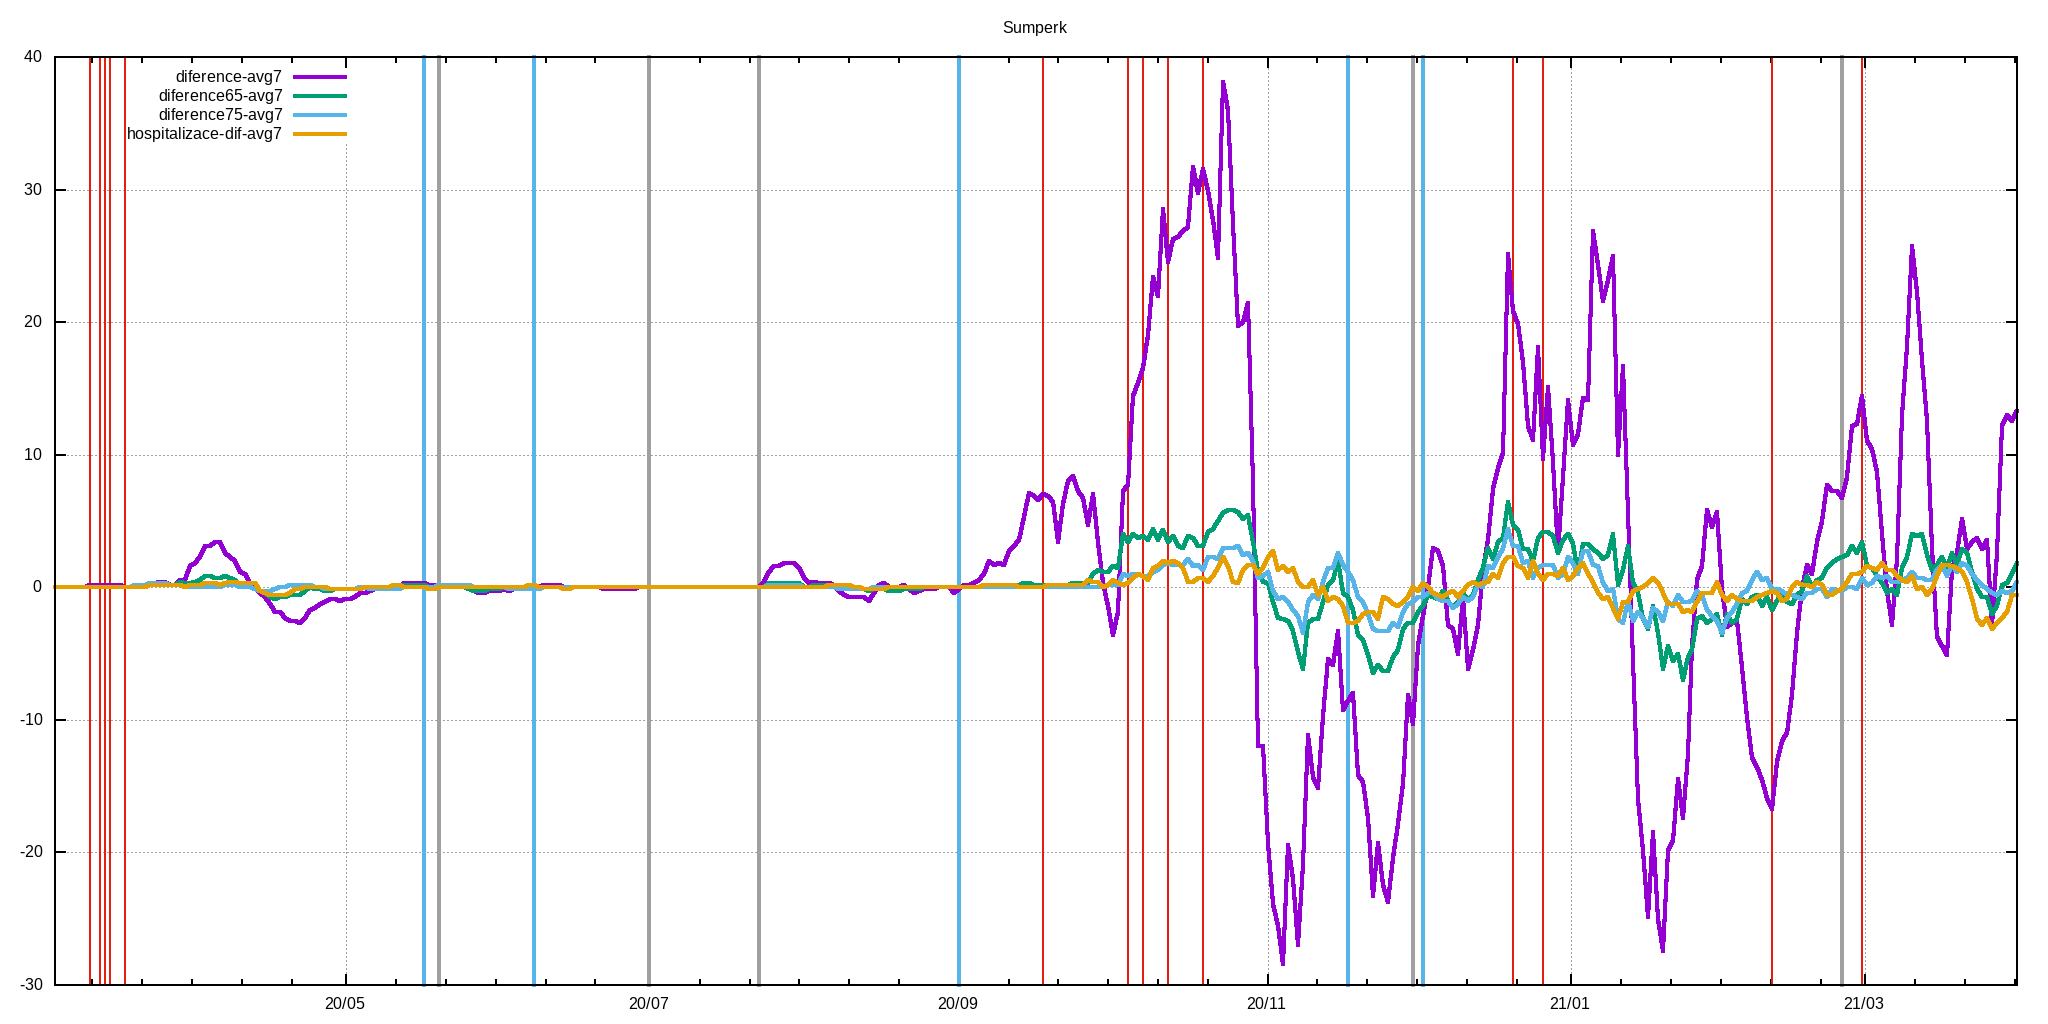 Sumperk
40
30
20
10
0
-10
-20
-30
diference-avg7
diference65-avg7
diference75-avg7
hospitalizace-dif-avg7
20/05
20/07
20/09
20/11
21/01
21/03